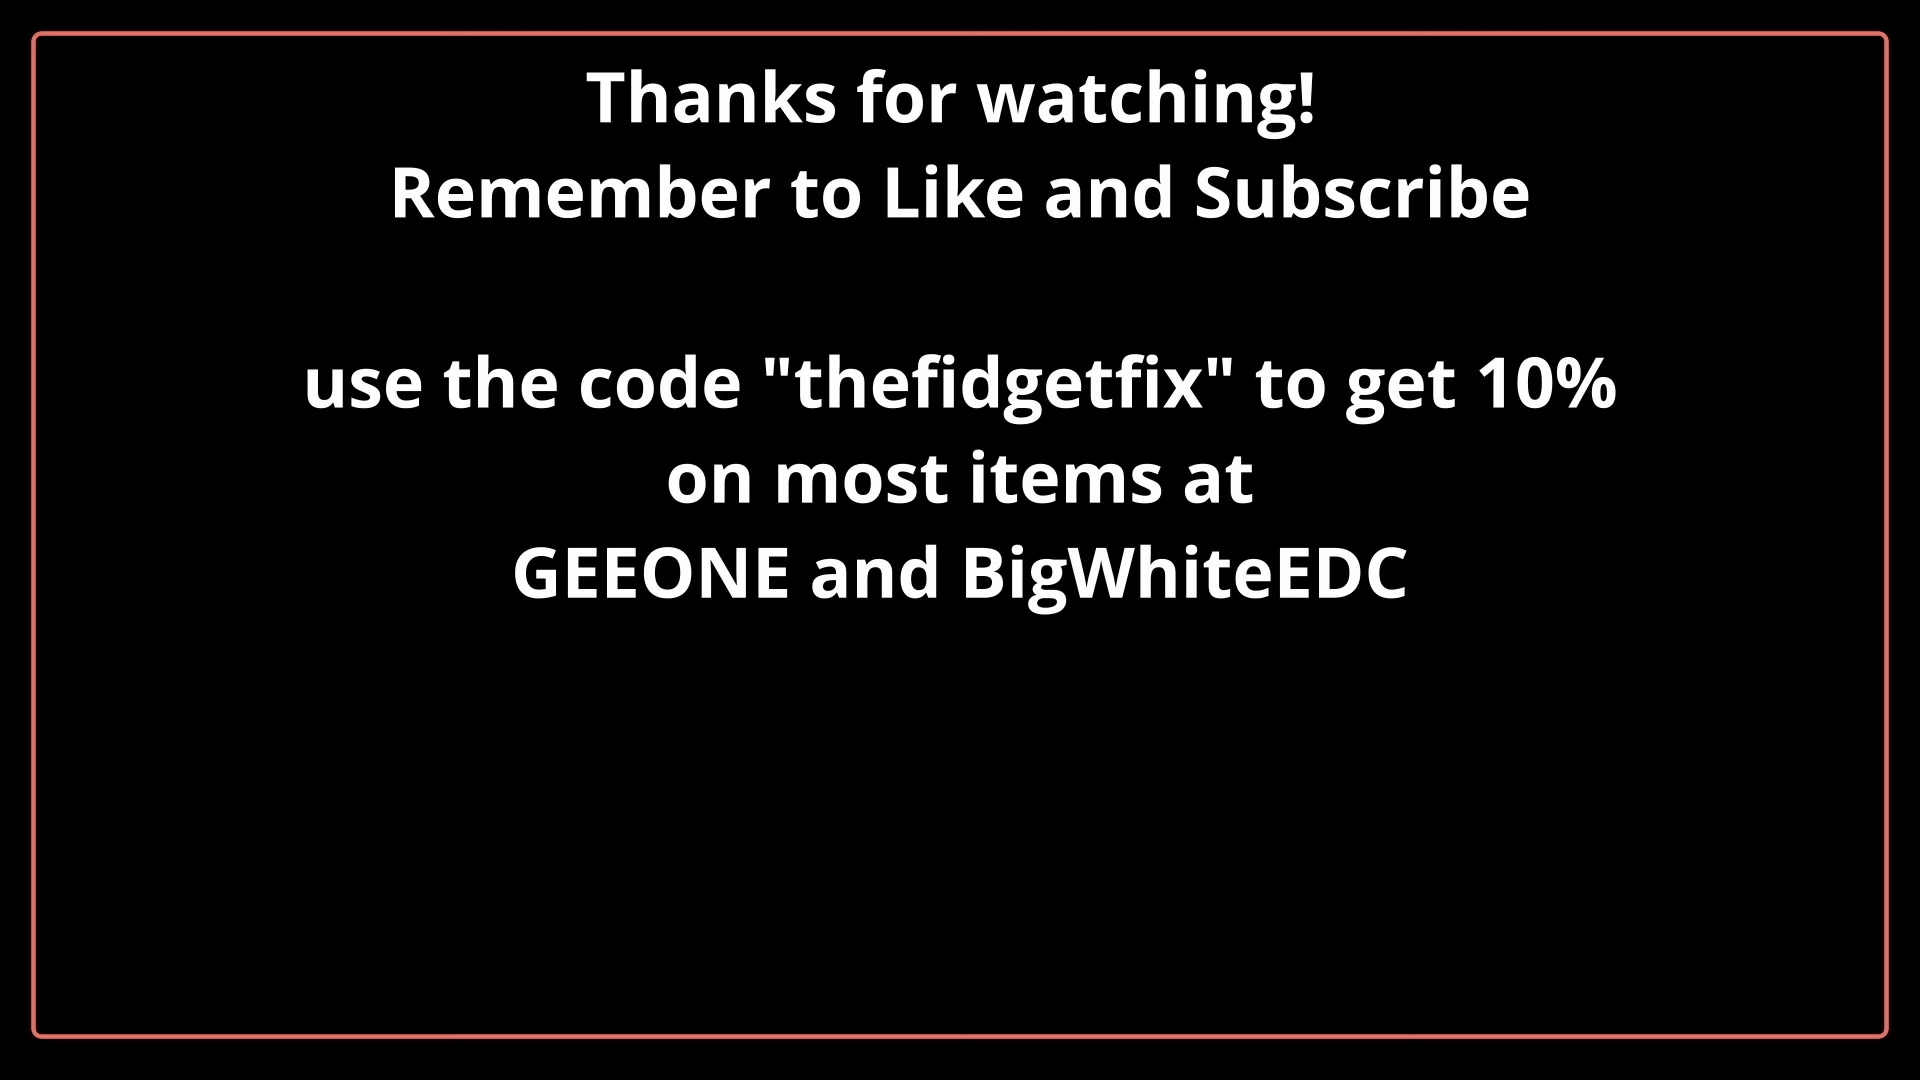 Thanks for watching!
Remember to Like and Subscribe
use the code "thefidgetfix" to get 10%
on most items at
GEEONE and BigWhiteEDC